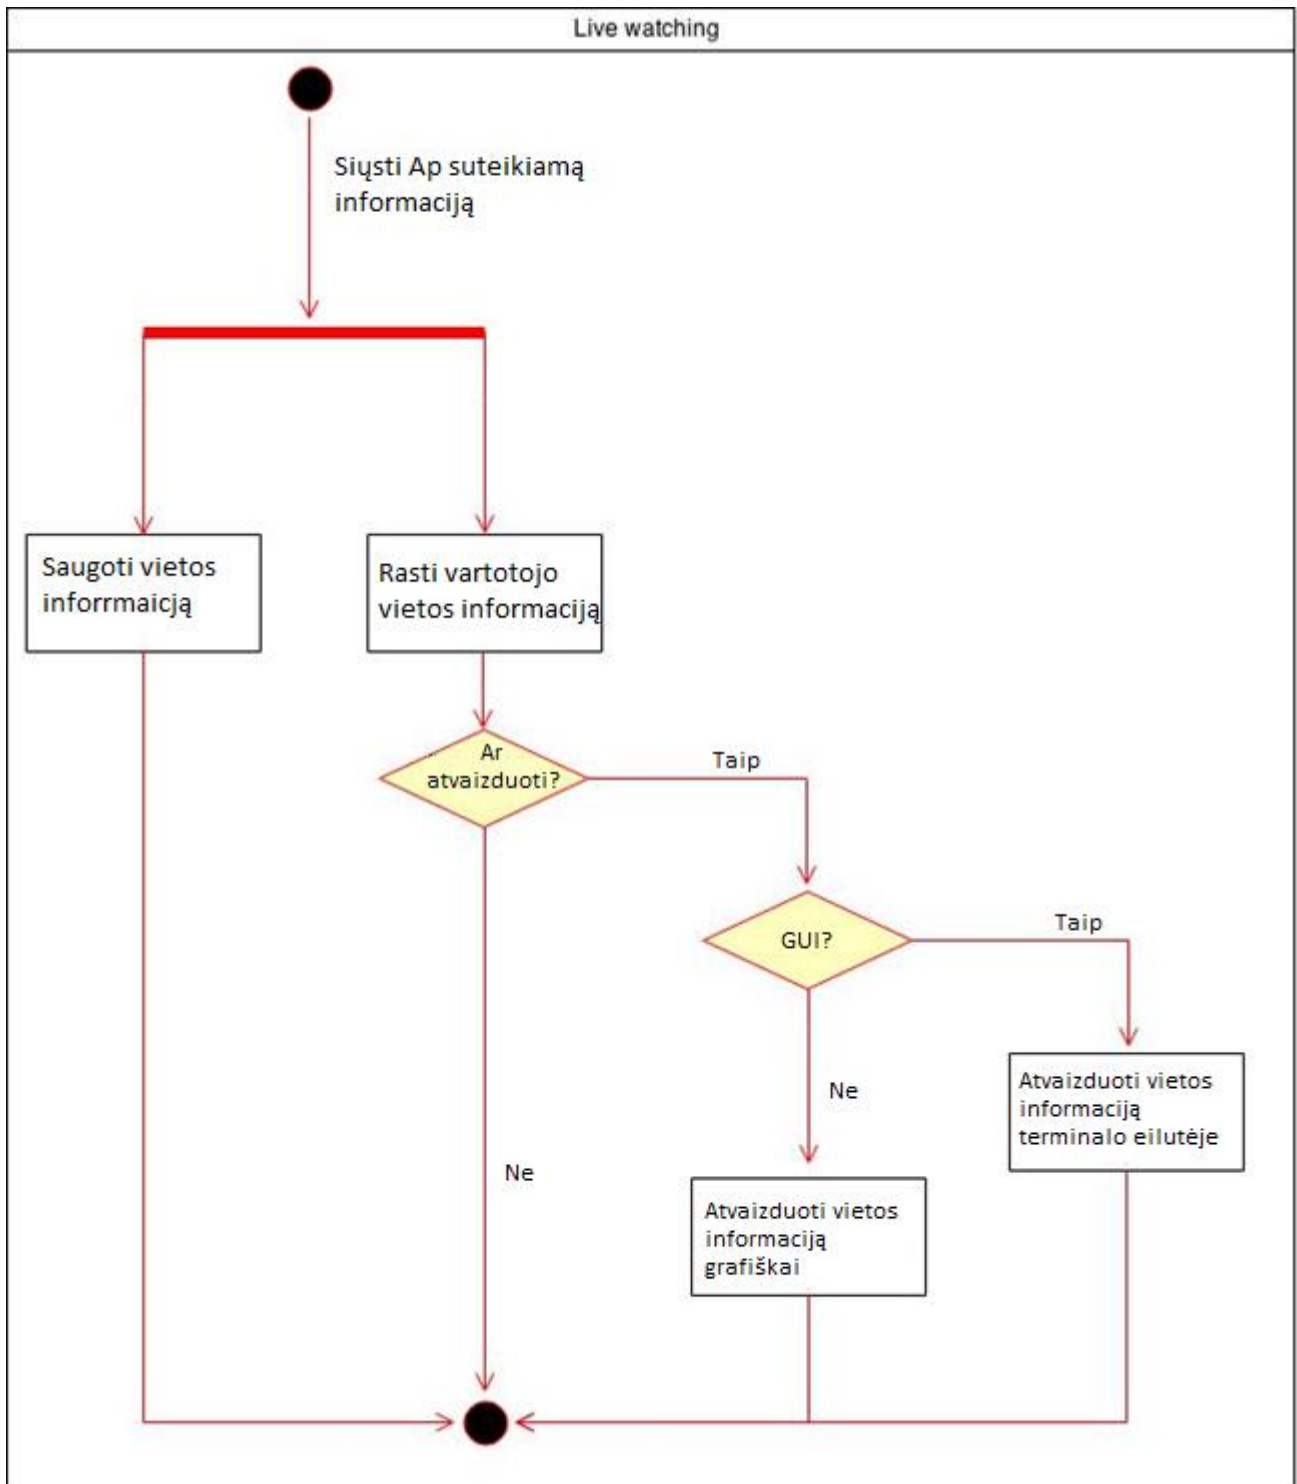 Live watching
Siųsti Ap suteikiamą
informaciją
Saugoti vietos
inforrmaicją
Rasti vartotojo
vietos informaciją
Ar
atvaizduoti?
Taip
GUI?
Taip
Atvaizduoti vietos
informaciją
terminalo eilutėje
Ne
Ne
Atvaizduoti vietos
informaciją
grafiškai